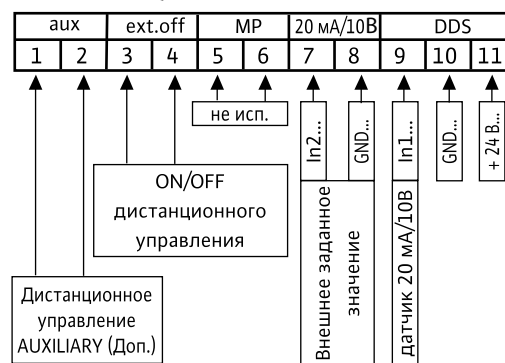 aux ext.off MP 20 мА/10В DDS
1 2 3 4 5 6 7 8 9 10 11
не исп.
In2...
GND...
In1...
GND...
+ 24 В...
ON/OFF
дистанционного
управления
Внешнее заданное
значение
датчик 20 мА/10В
Дистанционное
управление
AUXILIARY (Доп.)